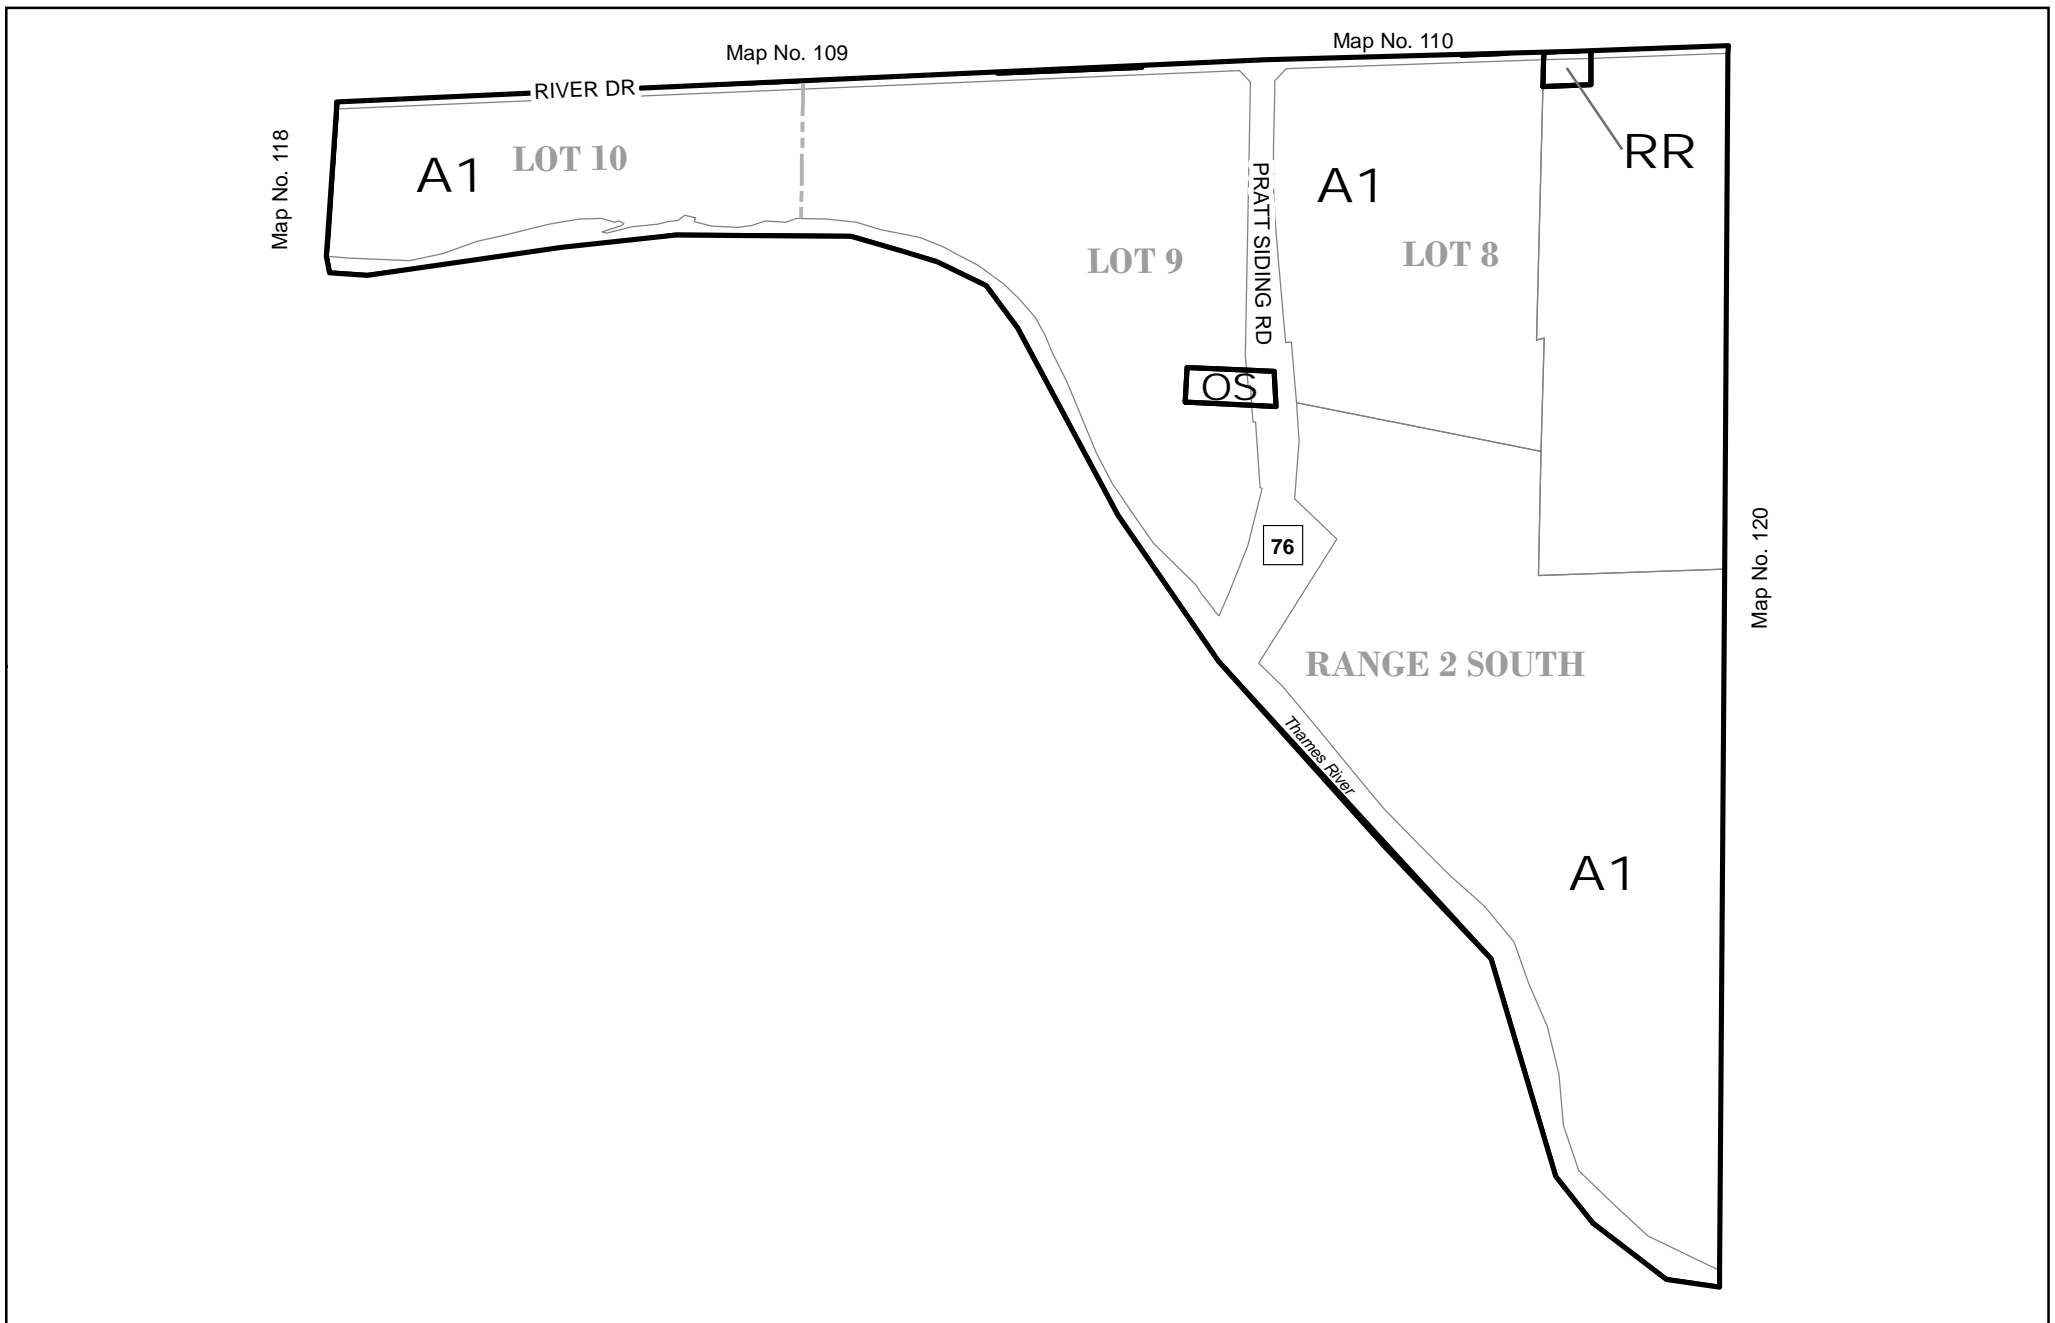 Map No. 109
Map No. 110
RIVER DR
Map No. 118
A1
LOT 10
RR
A1
PRATT SIDING RD
LOT 9
LOT 8
OS
76
Map No. 120
RANGE 2 SOUTH
Thames River
A1